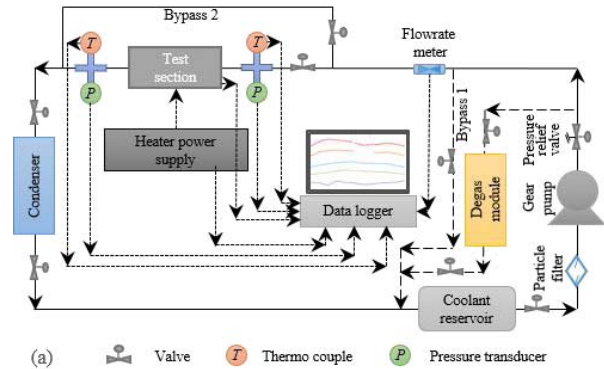 Bypass 2
T
T
Test
section
P
P
Flowrate
meter
Bypass 1
Pressure
relief
valve
Heater power
supply
Condenser
Degas
module
Gear
pump
Data logger
Particle
filter
Coolant
reservoir
(a)
Valve
T
Thermo couple
P
Pressure transducer